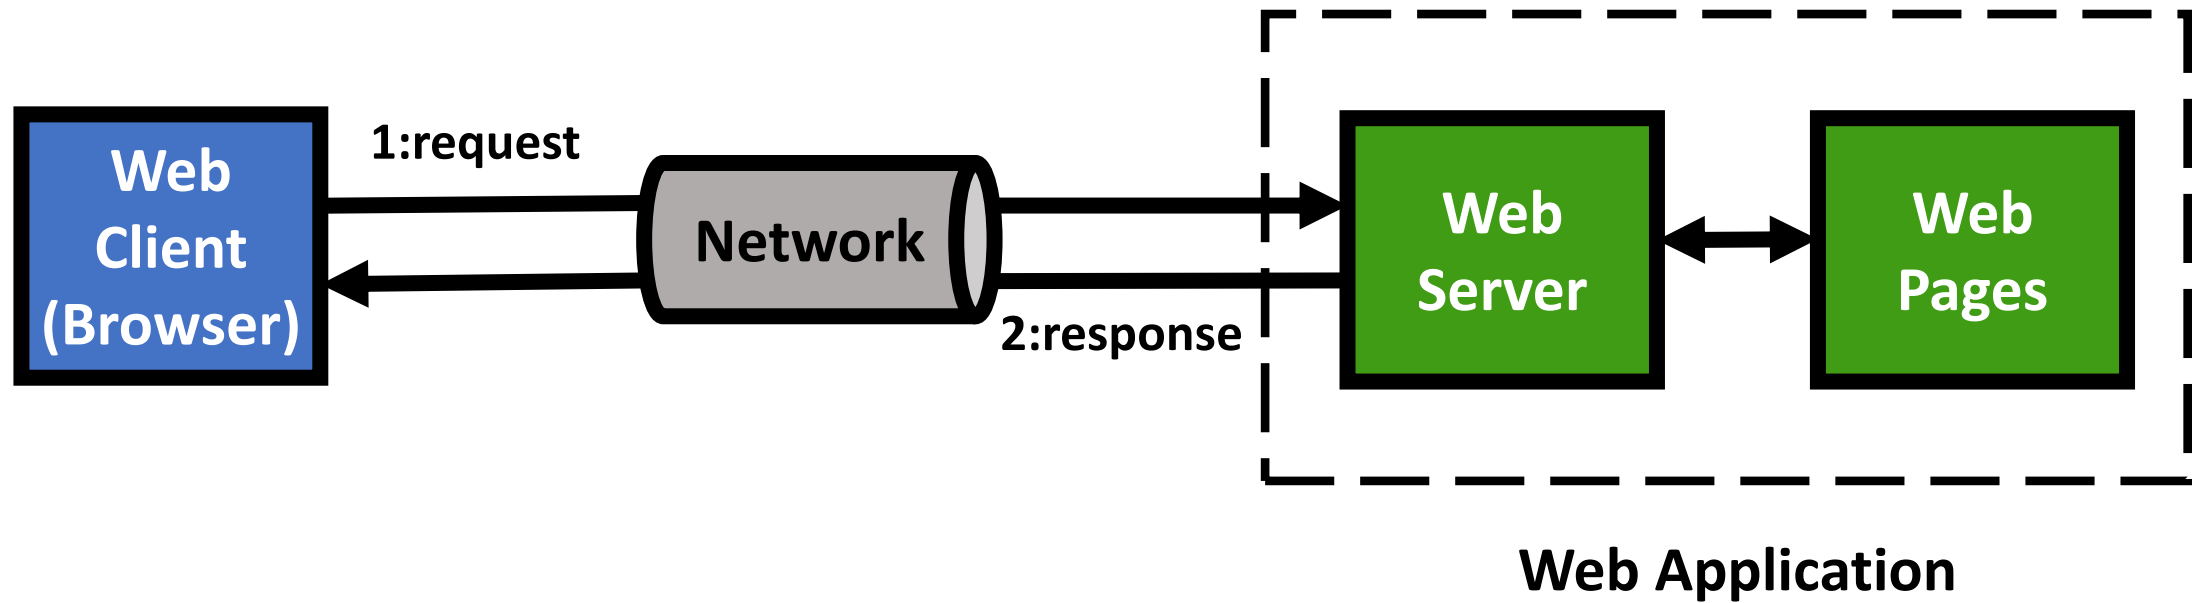 Web
Client
(Browser)
1:request
Network
2:response
Web
Server
Web
Pages
Web Application